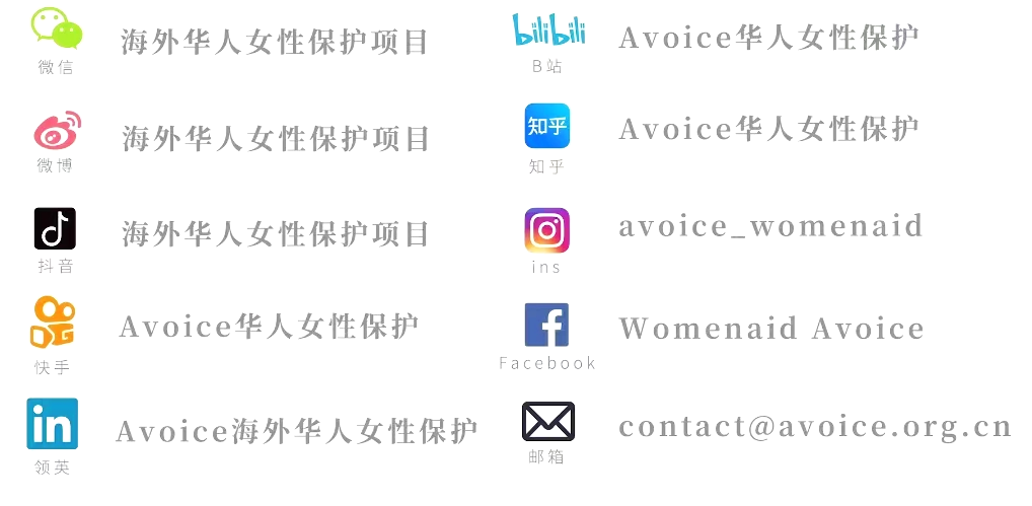 海外华人女性保护项目
微信
海外华人女性保护项目
微博
海外华人女性保护项目
抖音
Avoice华人女性保护
快手
in
Avoice海外华人女性保护
领英
bilibili
Avoice华人女性保护
B站
知乎
Avoice华人女性保护
知乎
avoice_womenaid
ins
f
Womenaid Avoice
Facebook
contact@avoice.org.cn
邮箱